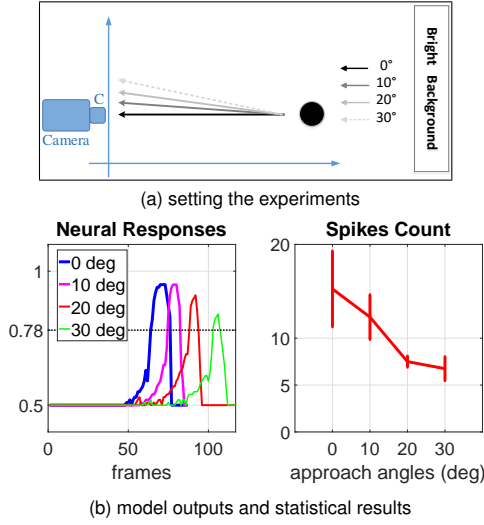 0°
10°
20°
30°
Bright Background
C
Camera
(a) setting the experiments
Neural Responses
0 deg
10 deg
20 deg
30 deg
1
0.78
0.5
0
50
100
frames
Spikes Count
20
10
5
0
0
10
20
30
approach angles (deg)
(b) model outputs and statistical results